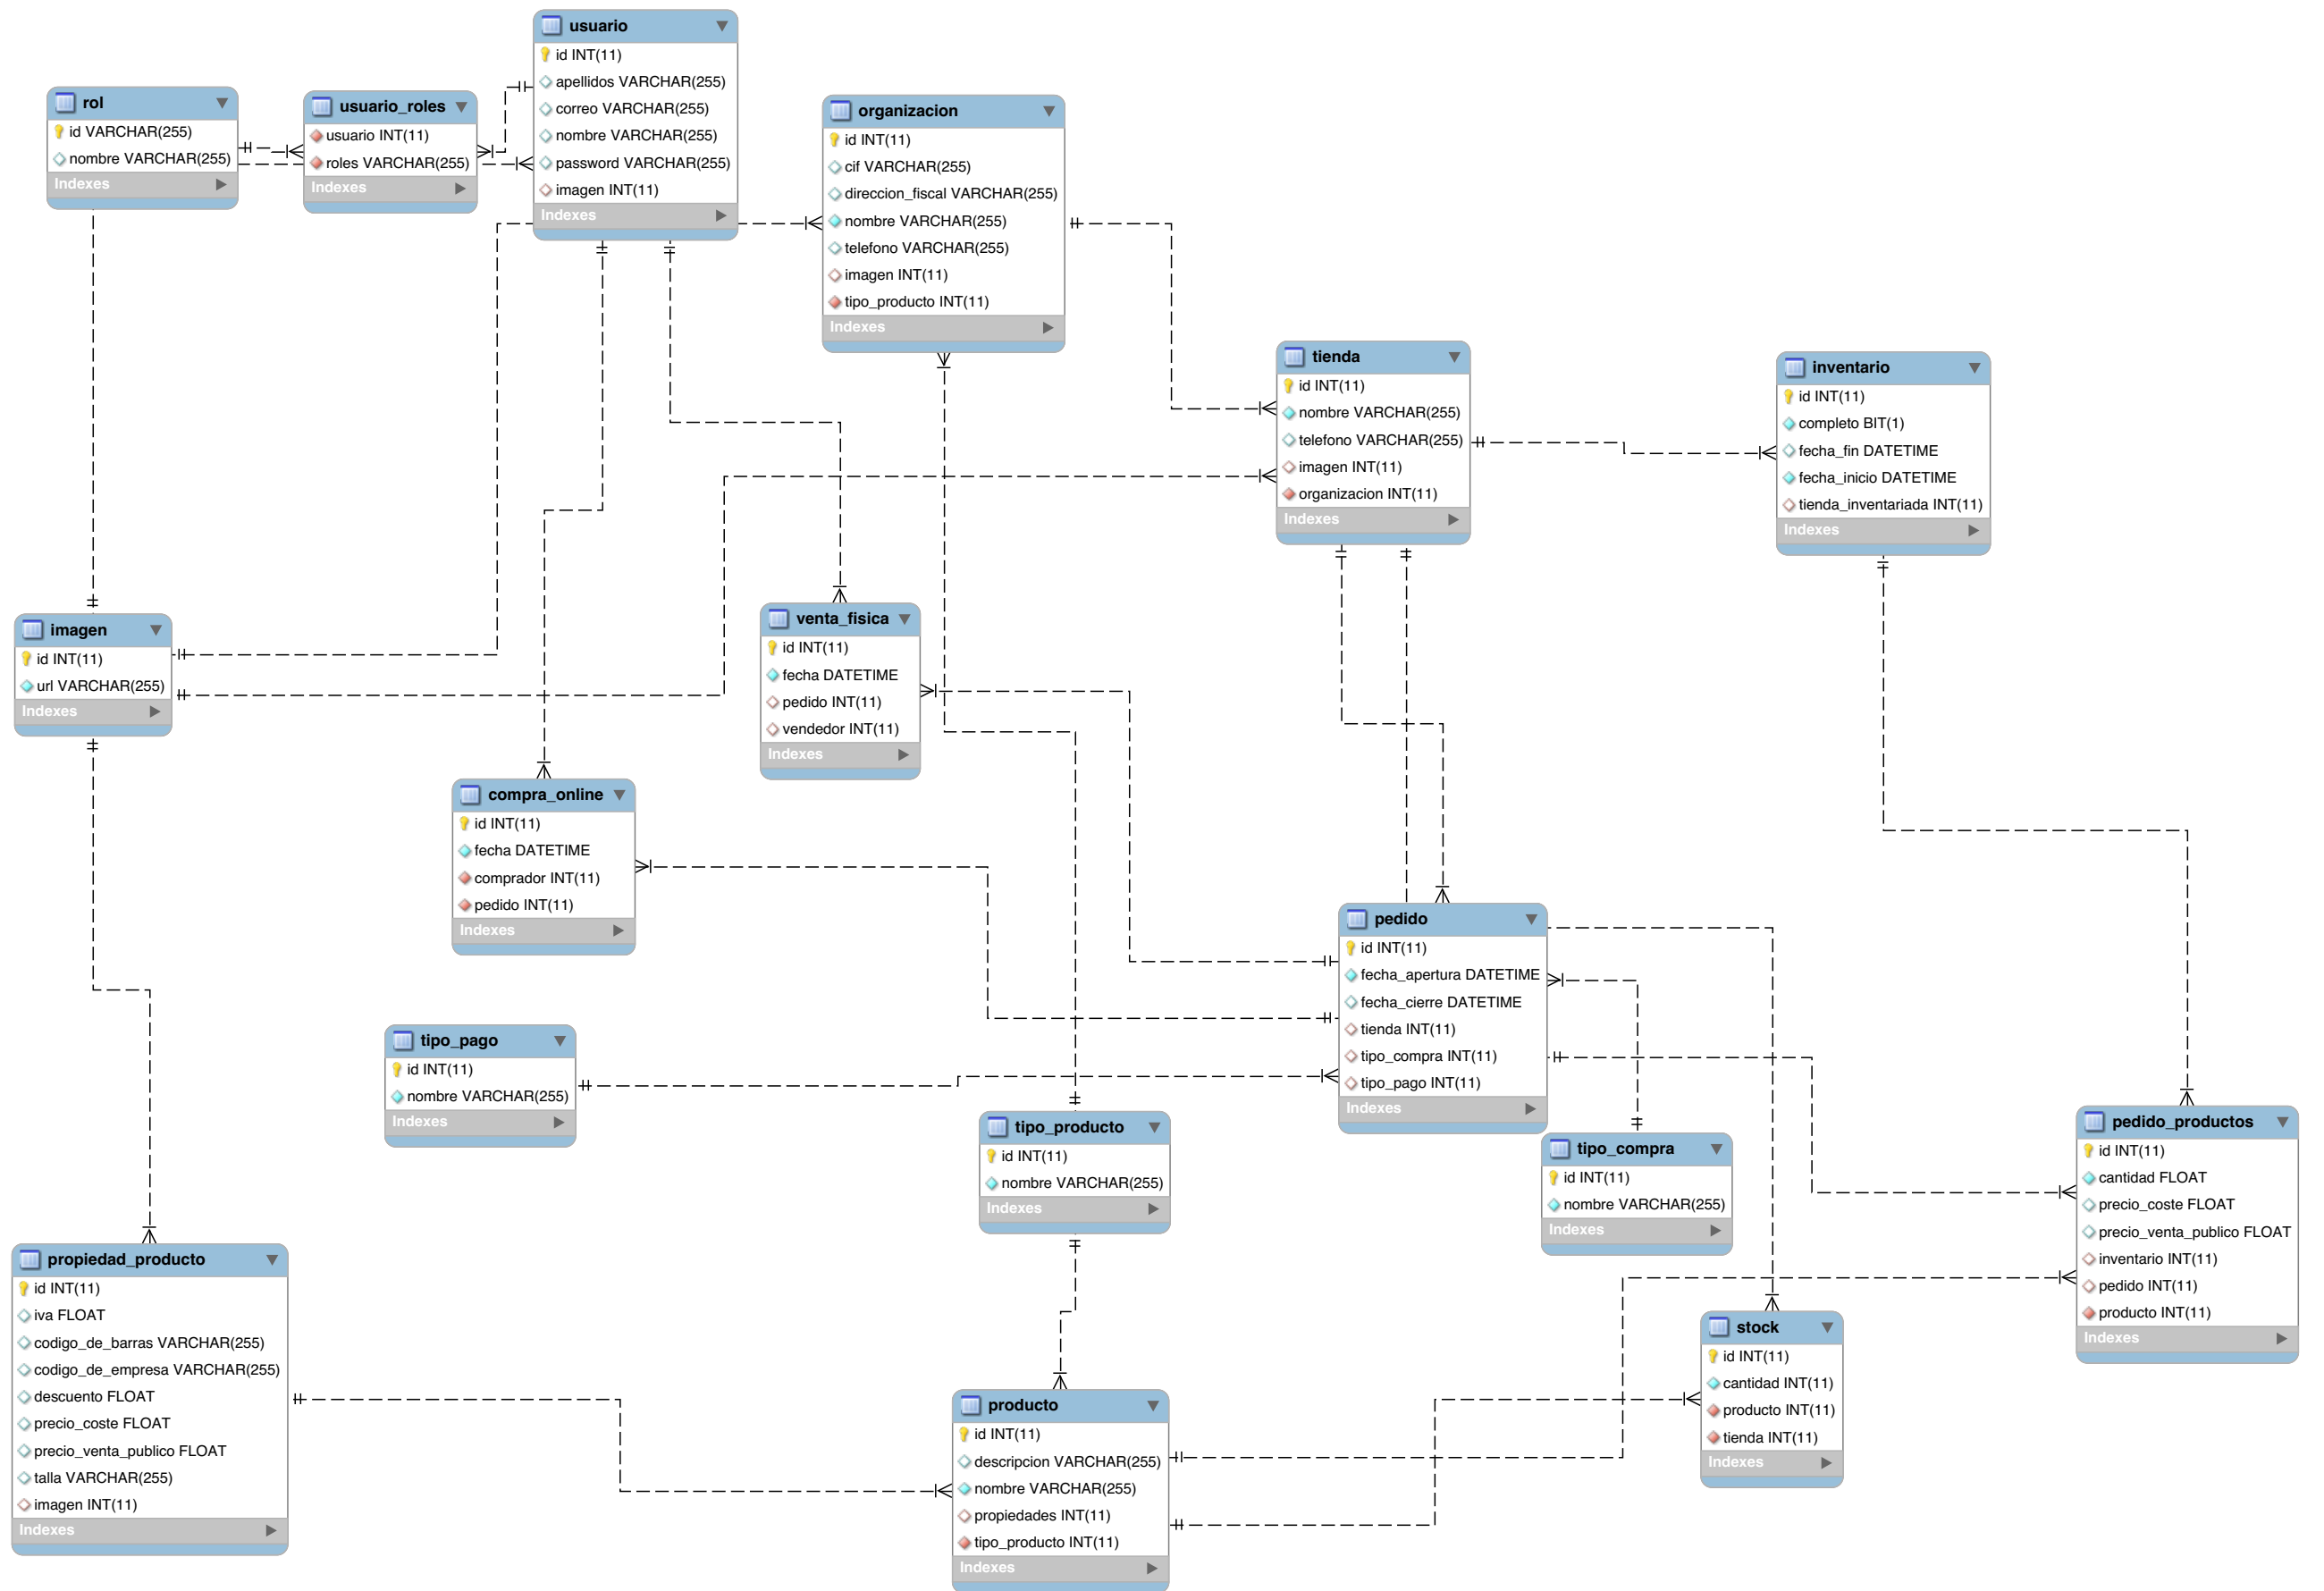 usuario
id INT(11)
apellidos VARCHAR(255)
correo VARCHAR(255)
nombre VARCHAR(255)
password VARCHAR(255)
imagen INT(11)
Indexes
rol
id VARCHAR(255)
nombre VARCHAR(255)
Indexes
usuario_roles
usuario INT(11)
roles VARCHAR(255)
Indexes
organizacion
id INT(11)
cif VARCHAR(255)
direccion_fiscal VARCHAR(255)
nombre VARCHAR(255)
telefono VARCHAR(255)
imagen INT(11)
tipo_producto INT(11)
Indexes
tienda
id INT(11)
nombre VARCHAR(255)
telefono VARCHAR(255)
imagen INT(11)
organizacion INT(11)
Indexes
inventario
id INT(11)
completo BIT(1)
fecha_fin DATETIME
fecha_inicio DATETIME
tienda_inventariada INT(11)
Indexes
imagen
id INT(11)
url VARCHAR(255)
Indexes
venta_fisica
id INT(11)
fecha DATETIME
pedido INT(11)
vendedor INT(11)
Indexes
compra_online
id INT(11)
fecha DATETIME
comprador INT(11)
pedido INT(11)
Indexes
pedido
id INT(11)
fecha_apertura DATETIME
fecha_cierre DATETIME
tienda INT(11)
tipo_compra INT(11)
tipo_pago INT(11)
Indexes
tipo_pago
id INT(11)
nombre VARCHAR(255)
Indexes
tipo_producto
id INT(11)
nombre VARCHAR(255)
Indexes
tipo_compra
id INT(11)
nombre VARCHAR(255)
Indexes
pedido_productos
id INT(11)
cantidad FLOAT
precio_coste FLOAT
precio_venta_publico FLOAT
inventario INT(11)
pedido INT(11)
producto INT(11)
Indexes
propiedad_producto
id INT(11)
iva FLOAT
codigo_de_barras VARCHAR(255)
codigo_de_empresa VARCHAR(255)
descuento FLOAT
precio_coste FLOAT
precio_venta_publico FLOAT
talla VARCHAR(255)
imagen INT(11)
Indexes
stock
id INT(11)
cantidad INT(11)
producto INT(11)
tienda INT(11)
Indexes
producto
id INT(11)
descripcion VARCHAR(255)
nombre VARCHAR(255)
propiedades INT(11)
tipo_producto INT(11)
Indexes